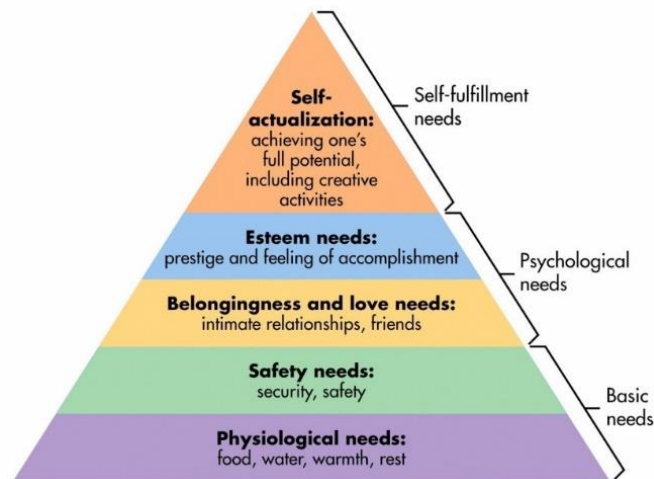 Self-
actualization:
achieving one's
full potential,
including creative
activities
Self-fulfillment
needs
Esteem needs:
prestige and feeling of accomplishment
Belongingness and love needs:
intimate relationships, friends
Psychological
needs
Safety needs:
security, safety
Physiological needs:
food, water, warmth, rest
Basic
needs